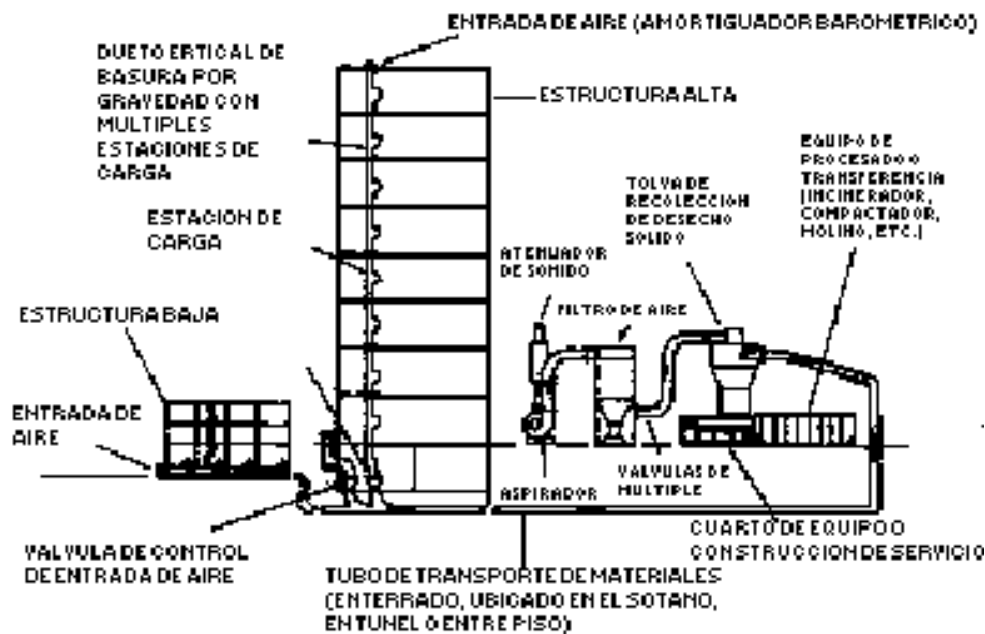 ENTRADA DE AIRE (AMORTIGUADOR BAROMETRICO)
DUETO ERTICAL DE
BASURA POR
GRAVEDAD CON
MULTIPLES
ESTACIONES DE
CARGA
ESTRUCTURA ALTA
EQUIPO DE
PROCESADO O
TRANSFERENCIA
(INCINERADOR,
COMPACTADOR,
MOLINO, ETC.)
TOLVA DE
RECOLECCION
DE DESECHO
SOLIDO
ESTACION DE
CARGA
ATENUADOR
DE SONIDO
FILTRO DE AIRE
ESTRUCTURA BAJA
ENTRADA DE
AIRE
ASPIRADOR
VALVULAS DE
MULTIPLE
CUARTO DE EQUIPO O
CONSTRUCCION DE SERVICIO
VALVULA DE CONTROL
DE ENTRADA DE AIRE
TUBO DE TRANSPORTE DE MATERIALES
(ENTERRADO, UBICADO EN EL SOTANO,
EN TUNEL O ENTRE PISO)